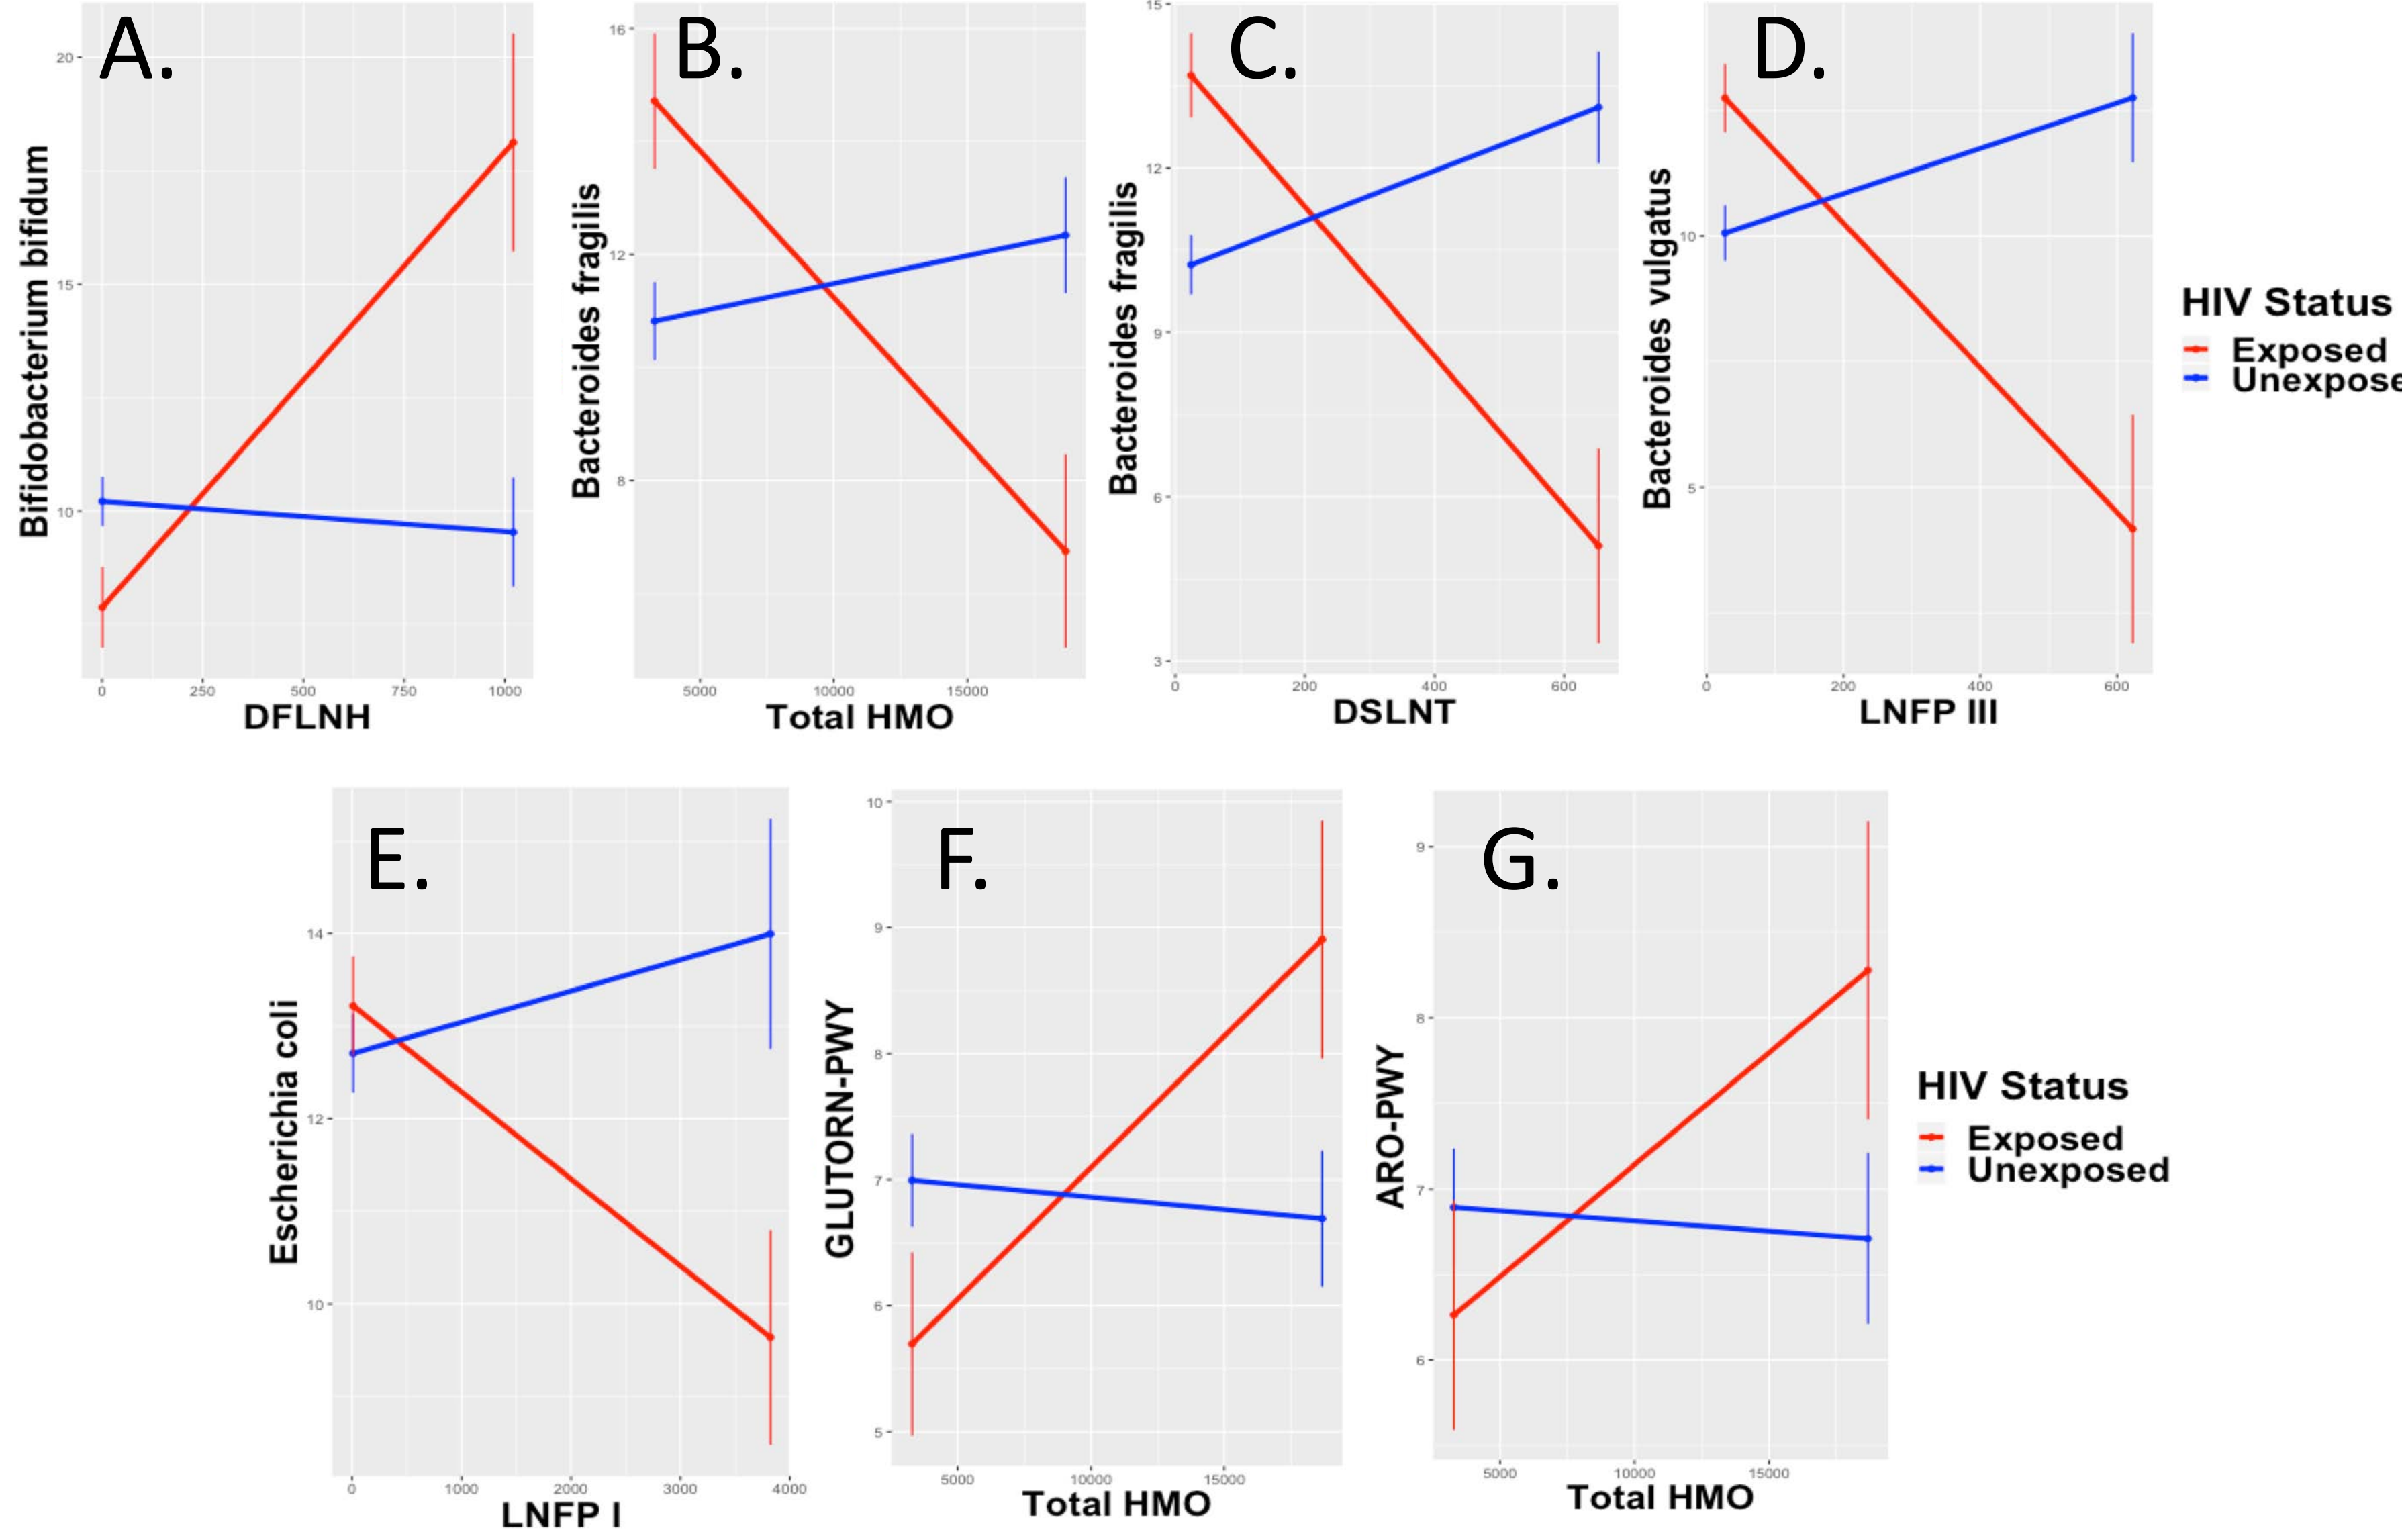 A.
B.
C.
D.
20
15
10
Bifidobacterium bifidum
0 250 500 750 1000
DFLNH
16
12
8
Bacteroides fragilis
5000 10000 15000
Total HMO
15
12
9
6
3
Bacteroides fragilis
0 200 400 600
DSLNT
10
5
Bacteroides vulgatus
0 200 400 600
LNFP III
HIV Status
Exposed
Unexpose
E.
F.
G.
14
12
10
Escherichia coli
0 1000 2000 3000 4000
LNFP I
10
9
8
7
6
5
GLUTORN-PWY
5000 10000 15000
Total HMO
9
8
7
6
ARO-PWY
5000 10000 15000
Total HMO
HIV Status
Exposed
Unexposed